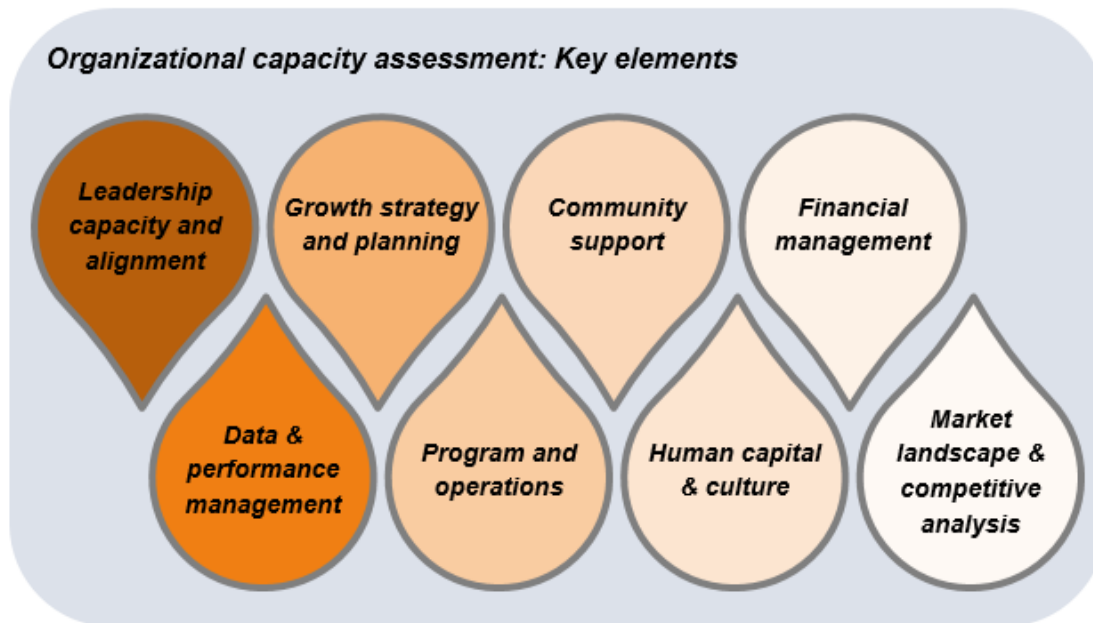 Organizational capacity assessment: Key elements
Leadership
capacity and
alignment
Growth strategy
and planning
Community
support
Financial
management
Data &
performance
management
Program and
operations
Human capital
& culture
Market
landscape &
competitive
analysis